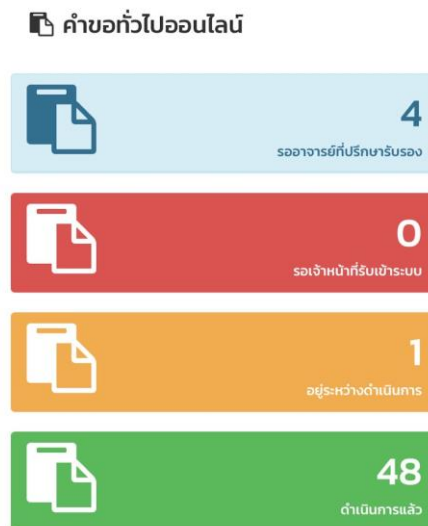 คำขอทั่วไปออนไลน์
4
รออาจารย์ที่ปรึกษารับรอง
0
รอเจ้าหน้าที่รับเข้าระบบ
1
อยู่ระหว่างดำเนินการ
48
ดำเนินการแล้ว